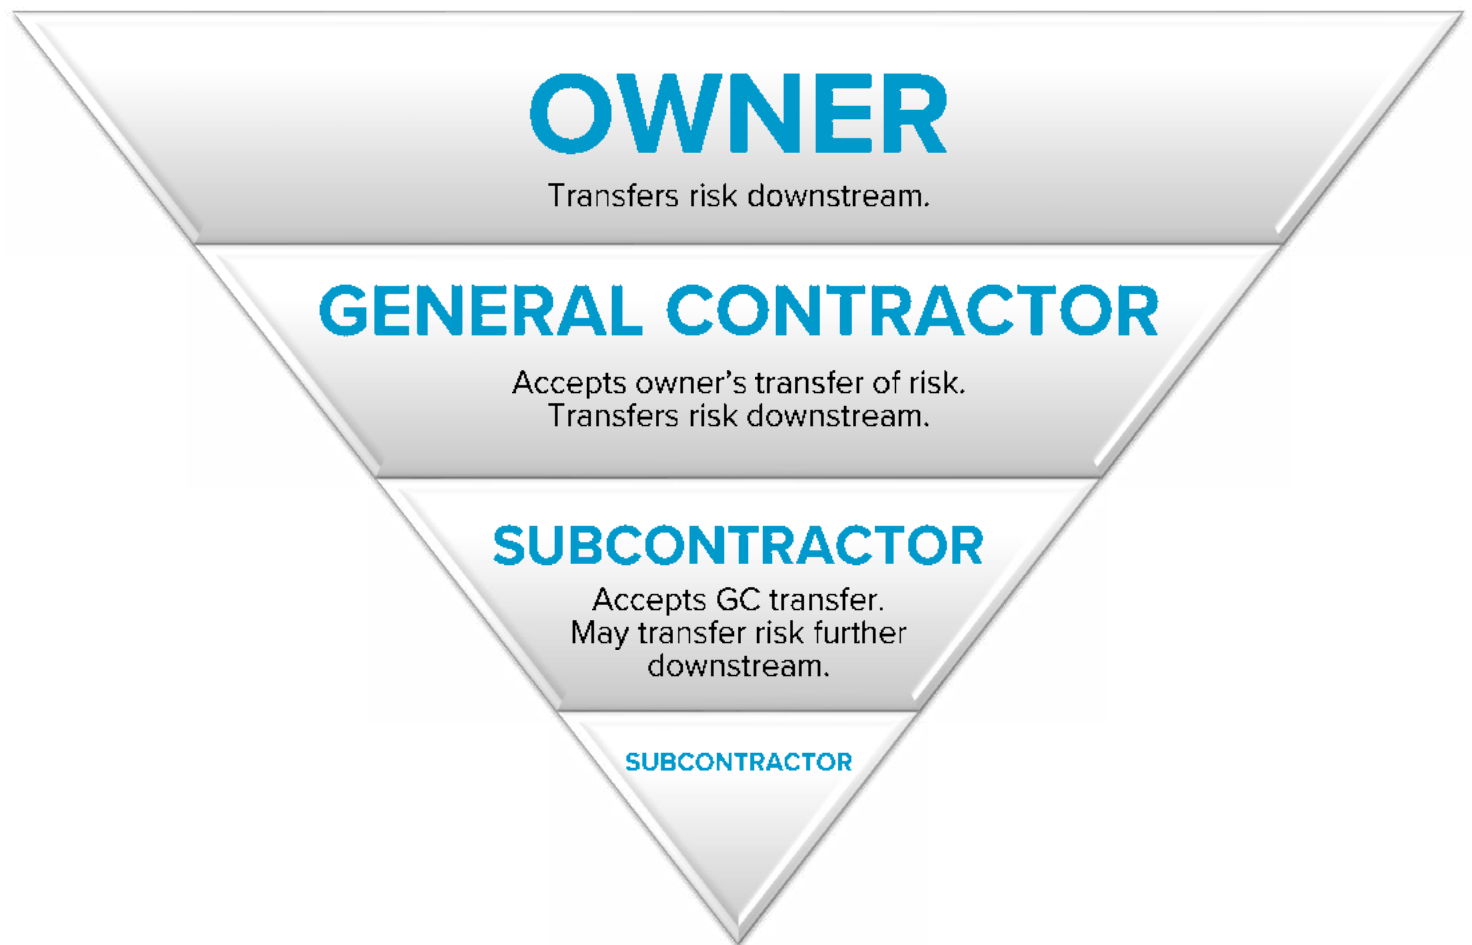 OWNER
Transfers risk downstream.
GENERAL CONTRACTOR
Accepts owner’s transfer of risk.
Transfers risk downstream.
SUBCONTRACTOR
Accepts GC transfer.
May transfer risk further
downstream.
SUBCONTRACTOR